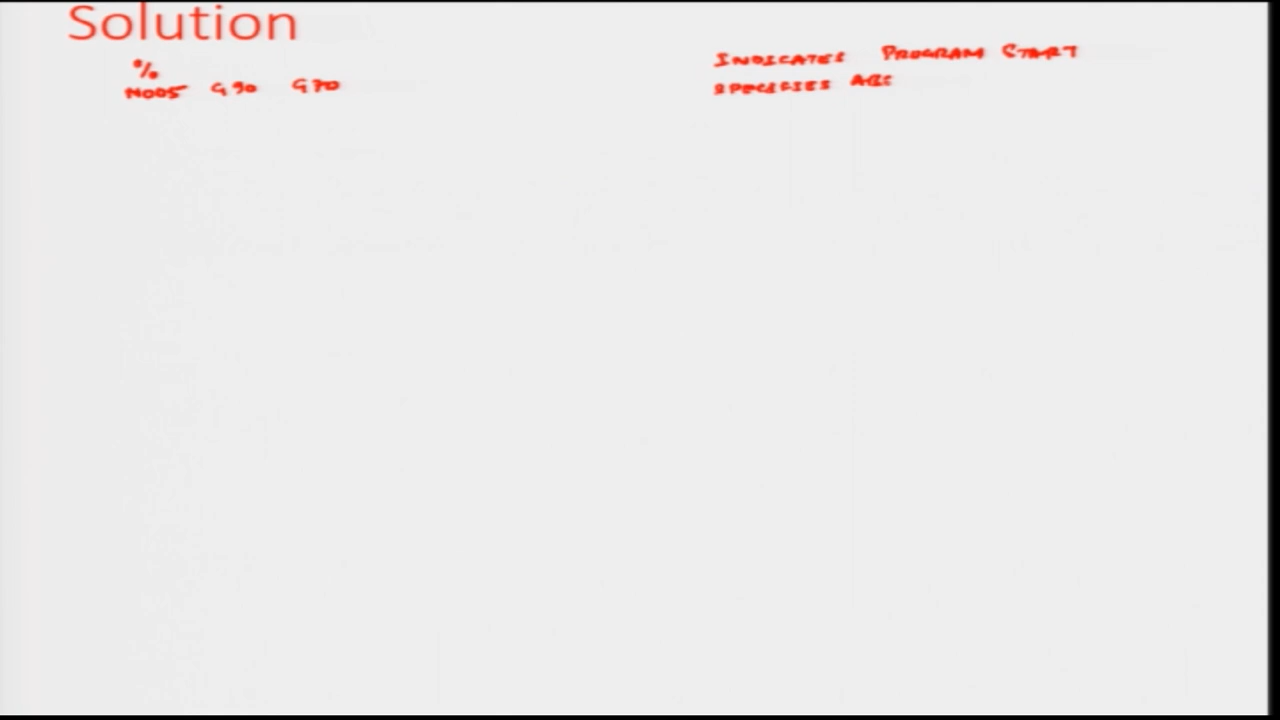 Solution
% INDICATES PROGRAM START
N005 G90 G70 SPECIFIES ABS